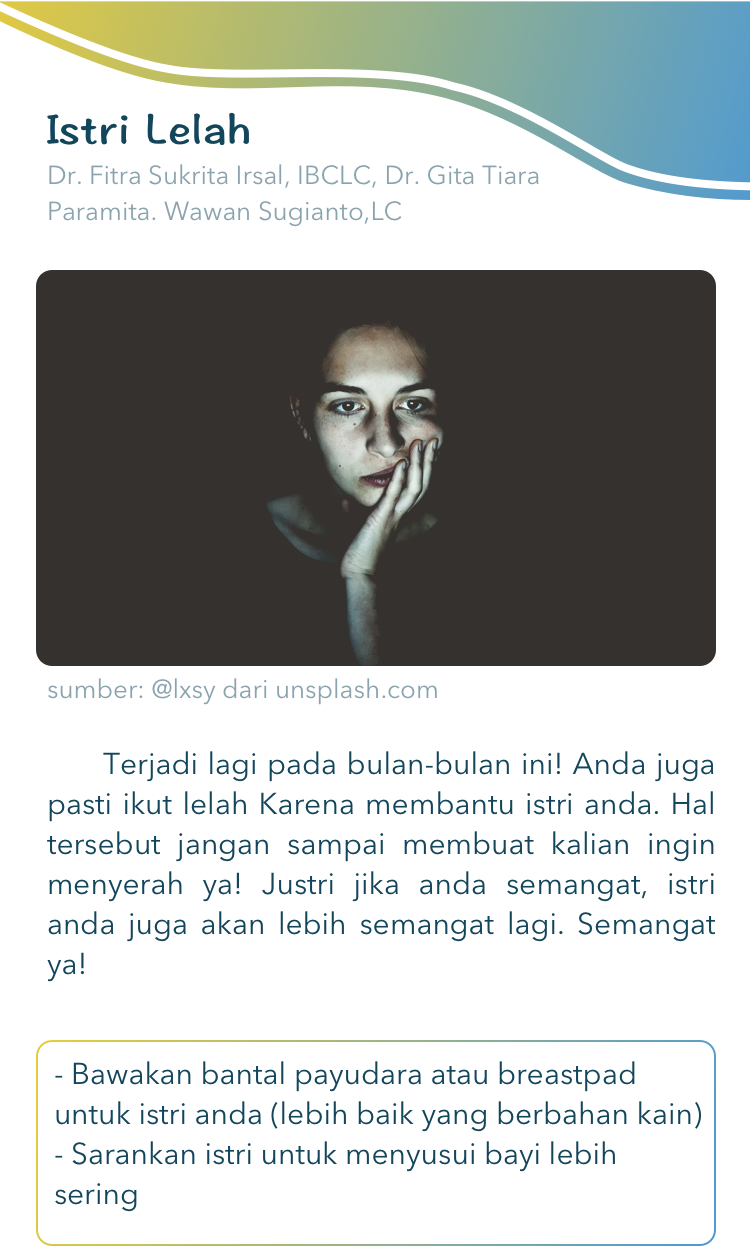 Istri Lelah
Dr. Fitra Sukrita Irsal, IBCLC, Dr. Gita Tiara
Paramita. Wawan Sugianto,LC
sumber: @lxsy dari unsplash.com
Terjadi lagi pada bulan-bulan ini! Anda juga
pasti ikut lelah Karena membantu istri anda. Hal
tersebut jangan sampai membuat kalian ingin
menyerah ya! Justri jika anda semangat, istri
anda juga akan lebih semangat lagi. Semangat
ya!
- Bawakan bantal payudara atau breastpad
untuk istri anda (lebih baik yang berbahan kain)
- Sarankan istri untuk menyusui bayi lebih
sering